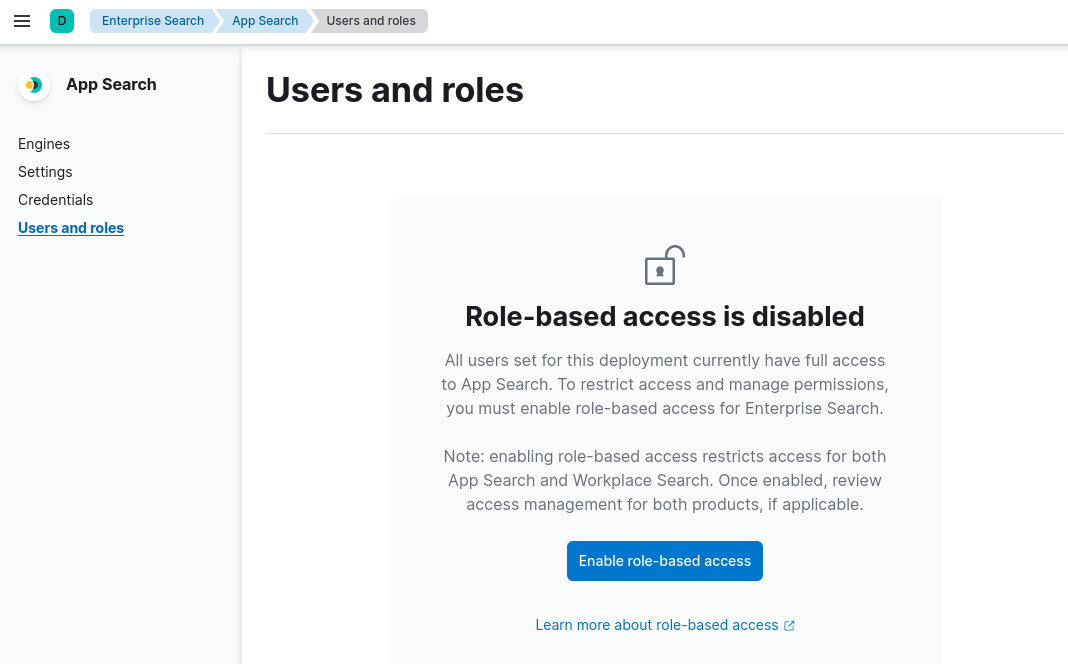 D
Enterprise Search
App Search
Users and roles
App Search
Engines
Settings
Credentials
Users and roles
Users and roles
Role-based access is disabled
All users set for this deployment currently have full access
to App Search. To restrict access and manage permissions,
you must enable role-based access for Enterprise Search.
Note: enabling role-based access restricts access for both
App Search and Workplace Search. Once enabled, review
access management for both products, if applicable.
Enable role-based access
Learn more about role-based access